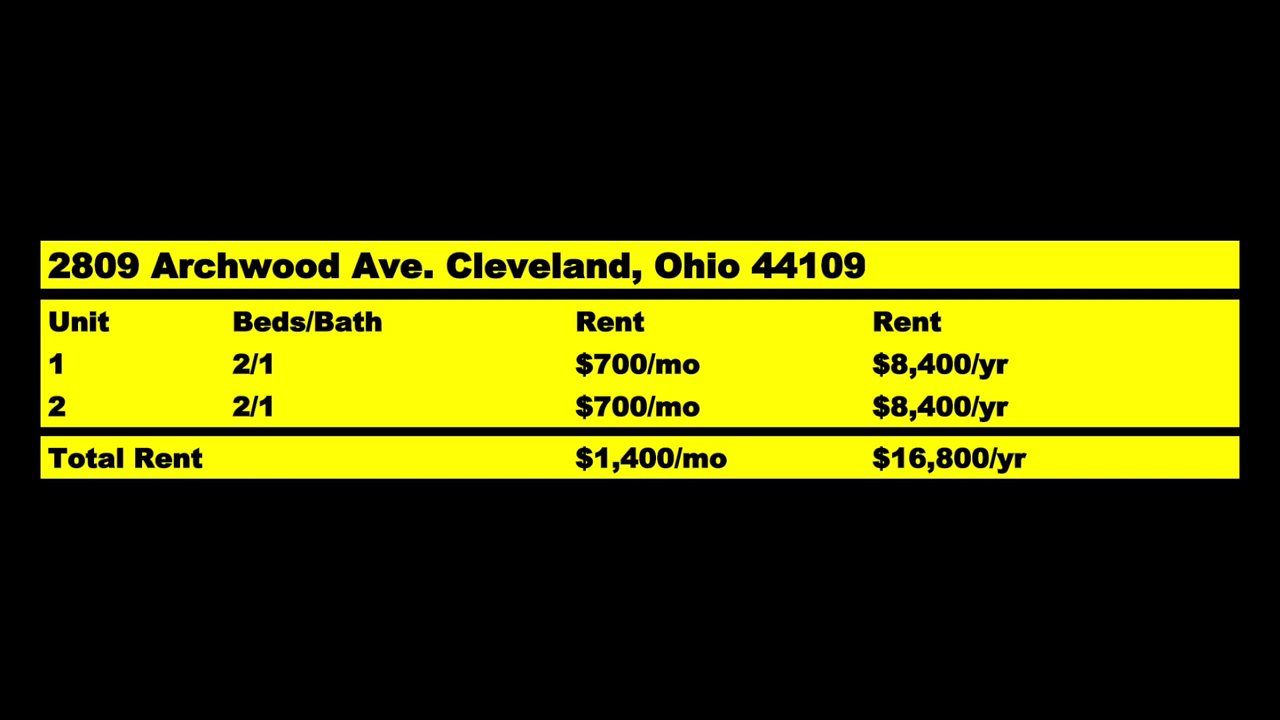 2809 Archwood Ave. Cleveland, Ohio 44109
Unit Beds/Bath Rent Rent
1 2/1 $700/mo $8,400/yr
2 2/1 $700/mo $8,400/yr
Total Rent $1,400/mo $16,800/yr